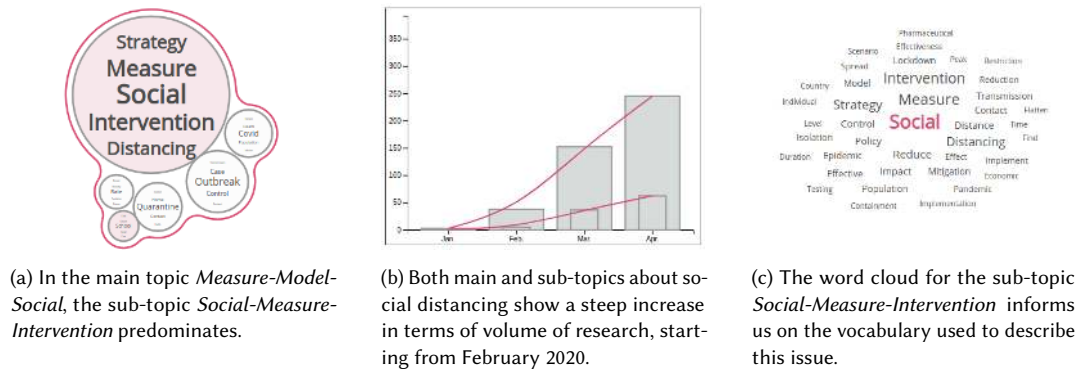 Strategy
Measure
Social
Intervention
Distancing
Covid
Case
Outbreak
Control
Rate
Quarantine
350
300
250
200
150
100
50
0
Jan.
Feb.
Mar.
Apr.
Pharmaceutical
Scenario Effectiveness
Lockdown Peak Restriction
Spread
Country Model Intervention Reduction
Individual Strategy Measure Transmission
Contact Flatten
Level Control Social Distance Time
Isolation Policy Distancing Find
Duration Epidemic Reduce Effect Implement
Effective Impact Mitigation Economic
Testing Population Pandemic
Containment Implementation
(a) In the main topic Measure-Model-
Social, the sub-topic Social-Measure-
Intervention predominates.
(b) Both main and sub-topics about so-
cial distancing show a steep increase
in terms of volume of research, start-
ing from February 2020.
(c) The word cloud for the sub-topic
Social-Measure-Intervention informs
us on the vocabulary used to describe
this issue.